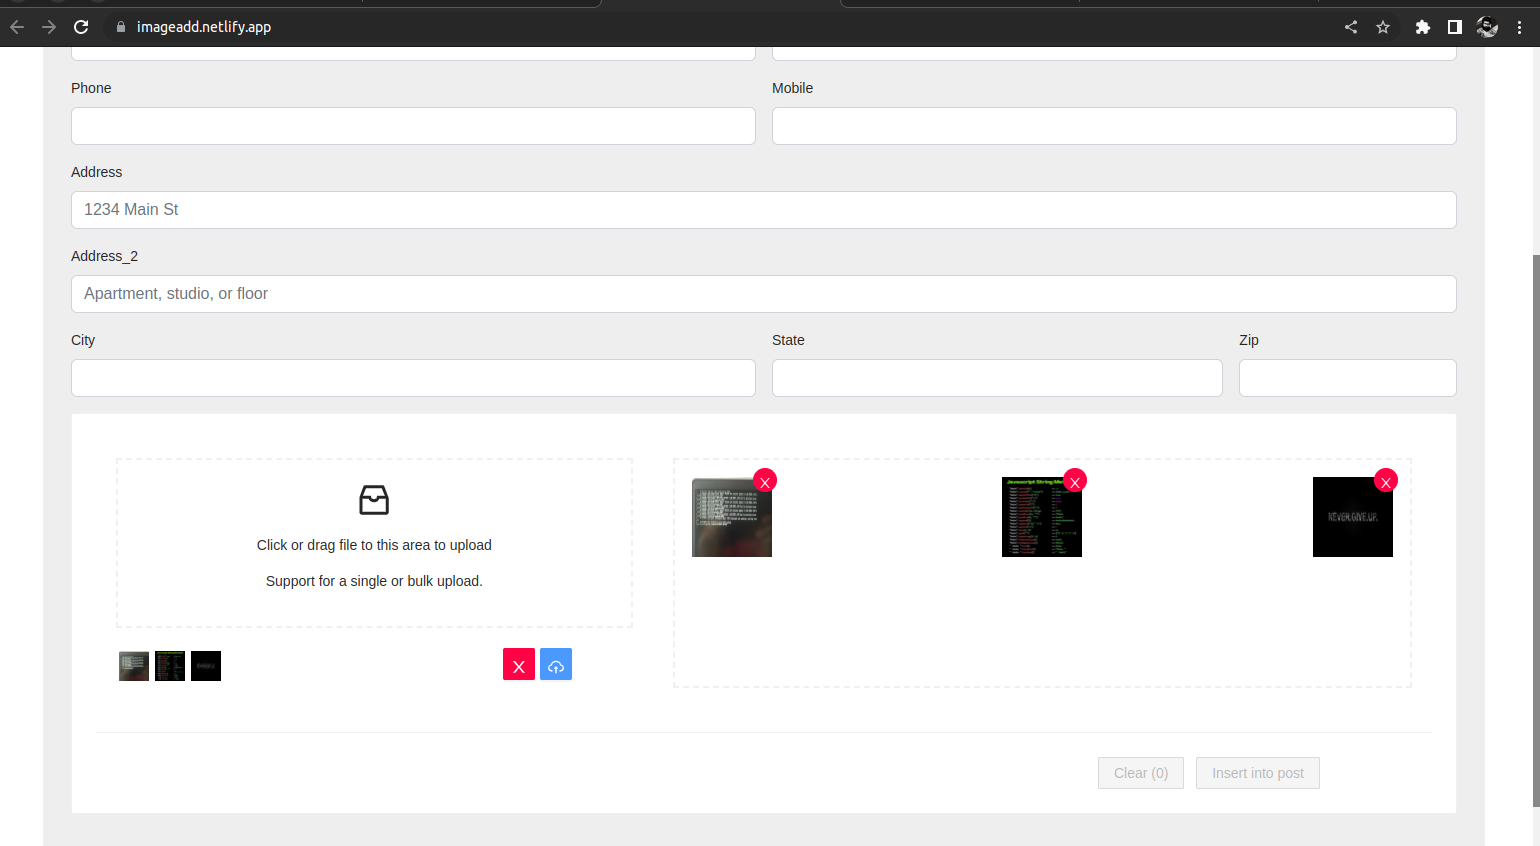 imageadd.netlify.app
Phone
Mobile
Address
1234 Main St
Address_2
Apartment, studio, or floor
City
State
Zip
Click or drag file to this area to upload
Support for a single or bulk upload.
X
X
X
NEVER GIVE UP.
X
Clear (0)
Insert into post